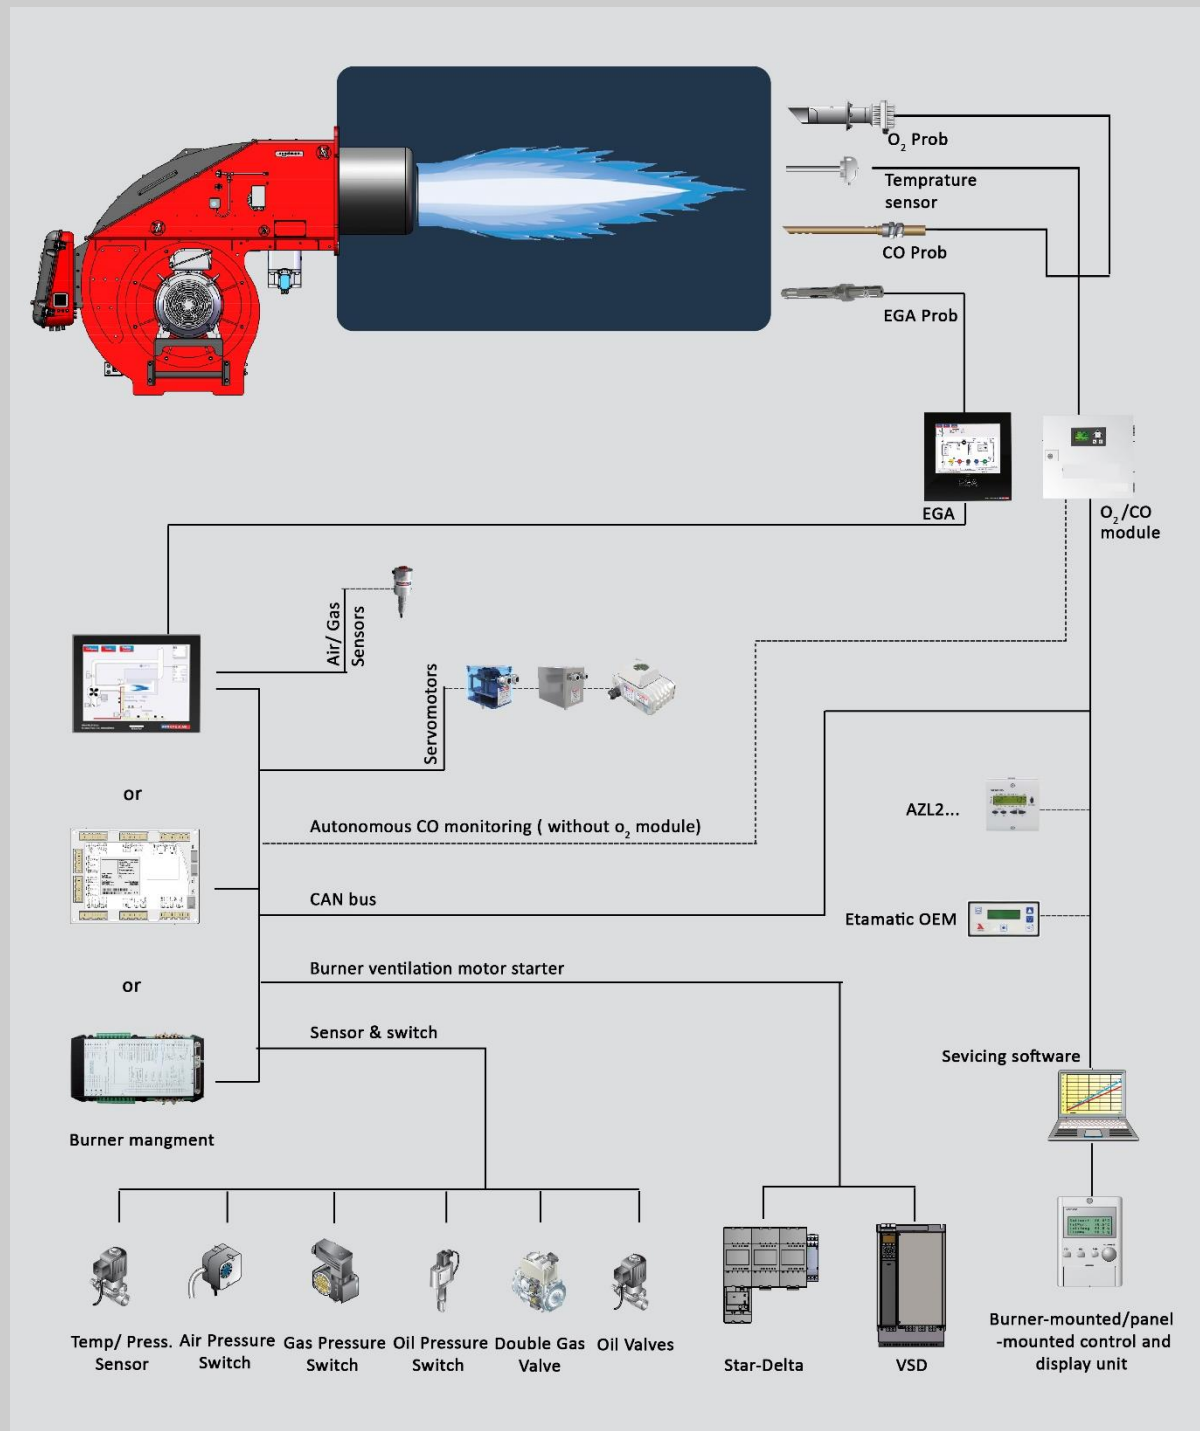 O₂ Prob
Temprature
sensor
CO Prob
EGA Prob
EGA
O₂/CO
module
Air/ Gas
Sensors
Servomotors
or
AZL2...
Autonomous CO monitoring ( without o₂ module)
CAN bus
Etamatic OEM
Burner ventilation motor starter
or
Sensor & switch
Sevicing software
Burner mangment
Temp/ Press.
Sensor
Air Pressure
Switch
Gas Pressure
Switch
Oil Pressure
Switch
Double Gas
Valve
Oil Valves
Star-Delta
VSD
Burner-mounted/panel
-mounted control and
display unit